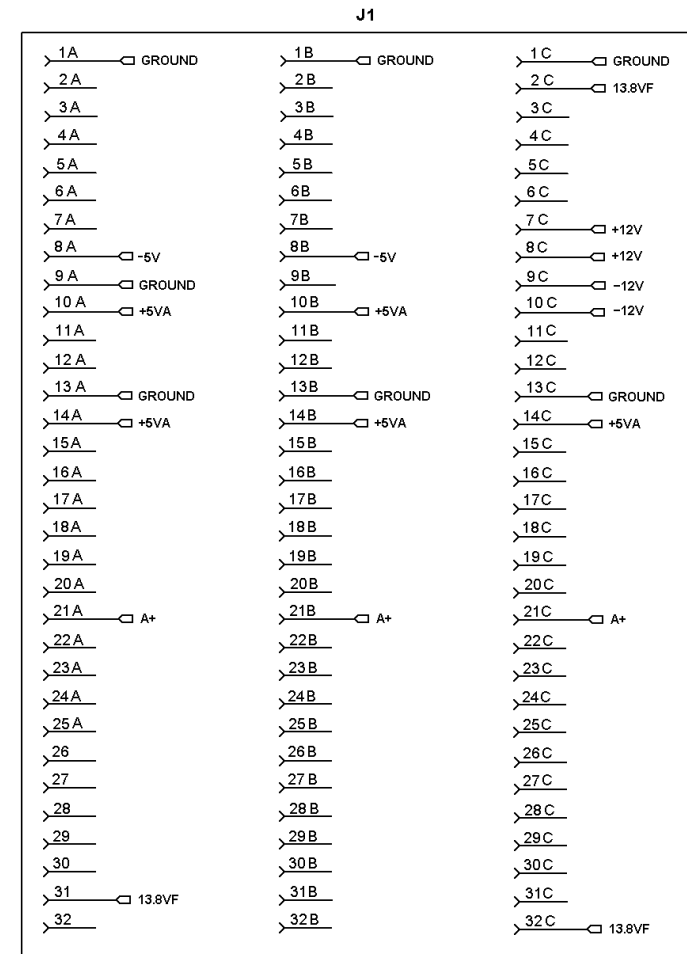 J1
1A GROUND 1B GROUND 1C GROUND
2A 2B 2C 13.8VF
3A 3B 3C
4A 4B 4C
5A 5B 5C
6A 6B 6C
7A 7B 7C +12V
8A -5V 8B -5V 8C +12V
9A GROUND 9B 9C -12V
10A +5VA 10B +5VA 10C -12V
11A 11B 11C
12A 12B 12C
13A GROUND 13B GROUND 13C GROUND
14A +5VA 14B +5VA 14C +5VA
15A 15B 15C
16A 16B 16C
17A 17B 17C
18A 18B 18C
19A 19B 19C
20A 20B 20C
21A A+ 21B A+ 21C A+
22A 22B 22C
23A 23B 23C
24A 24B 24C
25A 25B 25C
26 26B 26C
27 27B 27C
28 28B 28C
29 29B 29C
30 30B 30C
31 13.8VF 31B 31C
32 32B 32C 13.8VF